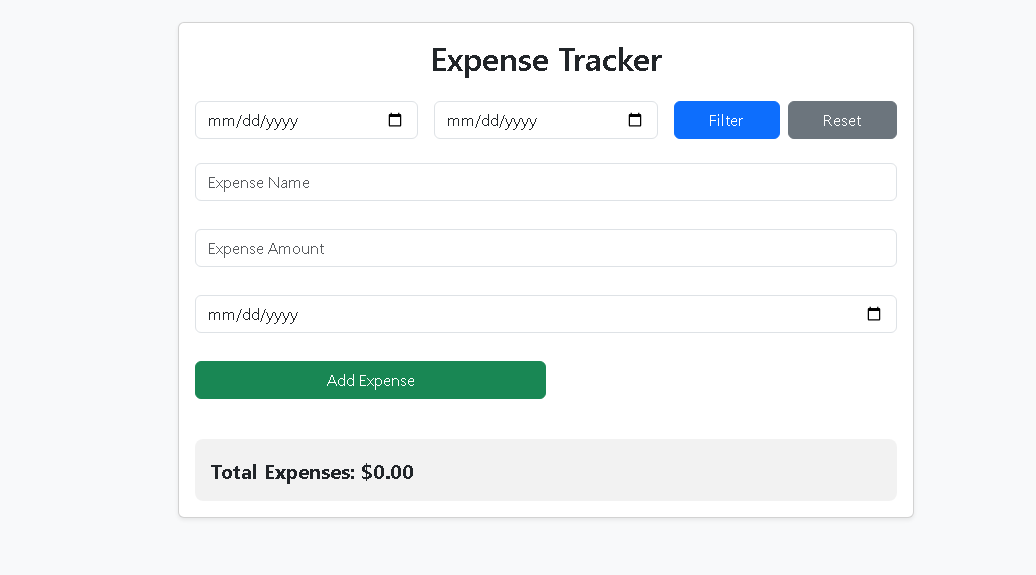 Expense Tracker
mm/dd/yyyy mm/dd/yyyy Filter Reset
Expense Name
Expense Amount
mm/dd/yyyy
Add Expense
Total Expenses: $0.00